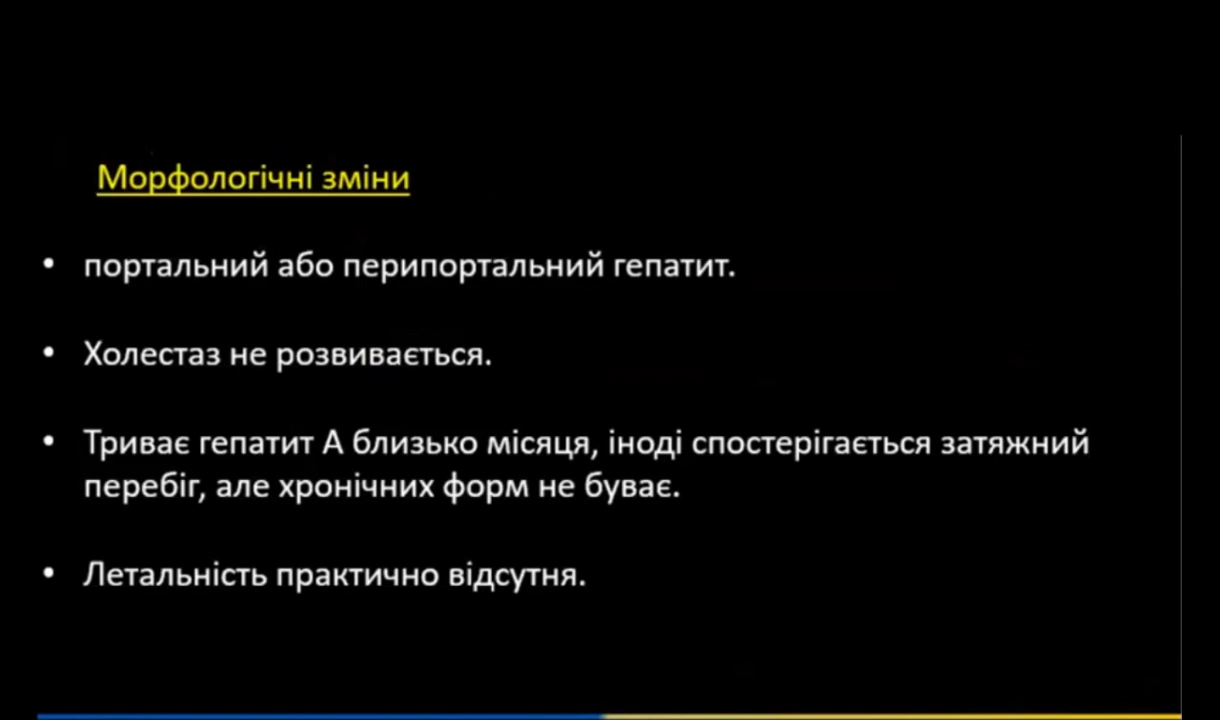 Морфологічні зміни
• портальний або перипортальний гепатит.
• Холестаз не розвивається.
• Триває гепатит А близько місяця, іноді спостерігається затяжний
перебіг, але хронічних форм не буває.
• Летальність практично відсутня.